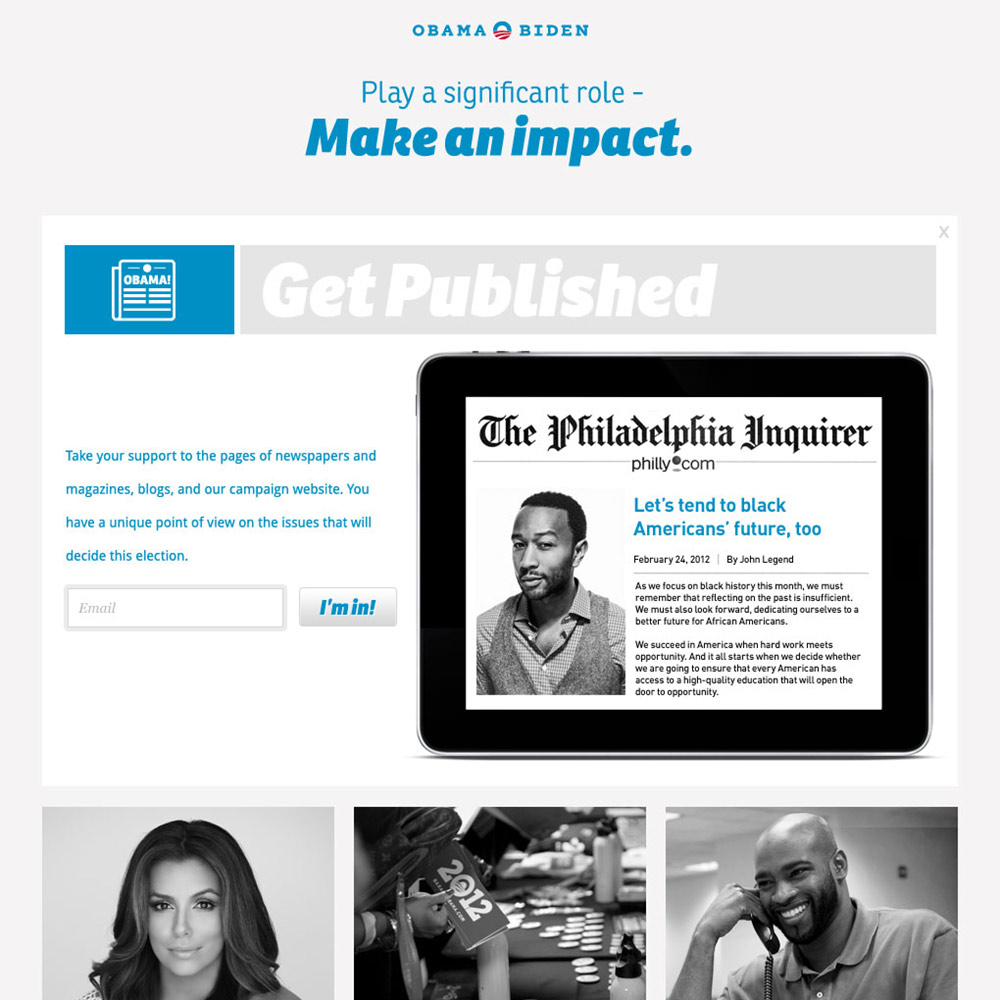 OBAMA BIDEN
Play a significant role –
Make an impact.
X
OBAMA!
Get Published
Take your support to the pages of newspapers and
magazines, blogs, and our campaign website. You
have a unique point of view on the issues that will
decide this election.
Email
I'm in!
The Philadelphia Inquirer
philly.com
Let's tend to black
Americans' future, too
February 24, 2012 | By John Legend
As we focus on black history this month, we must
remember that reflecting on the past is insufficient.
We must also look forward, dedicating ourselves to a
better future for African Americans.
We succeed in America when hard work meets
opportunity. And it all starts when we decide whether
we are going to ensure that every American has
access to a high-quality education that will open the
door to opportunity.
2012